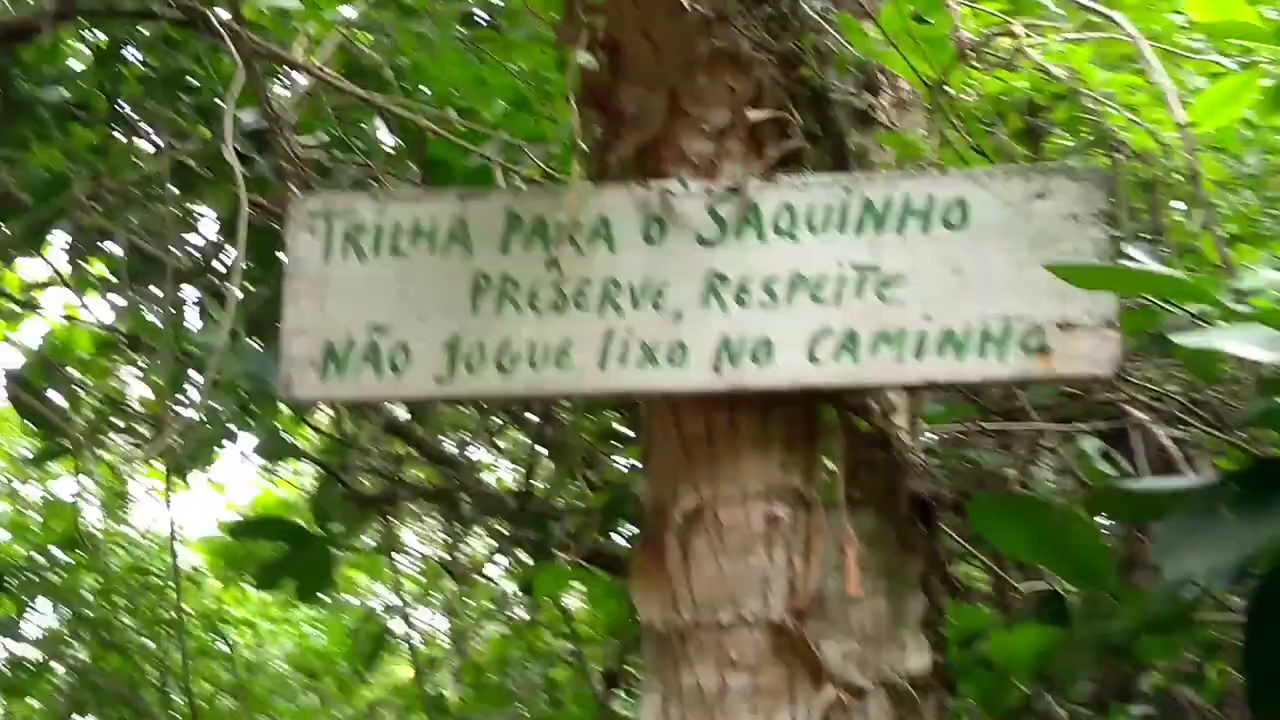 TRILHA PARA O SAQUINHO
PRESERVE, RESPEITE
NÃO JOGUE lixo NO CAMINHO